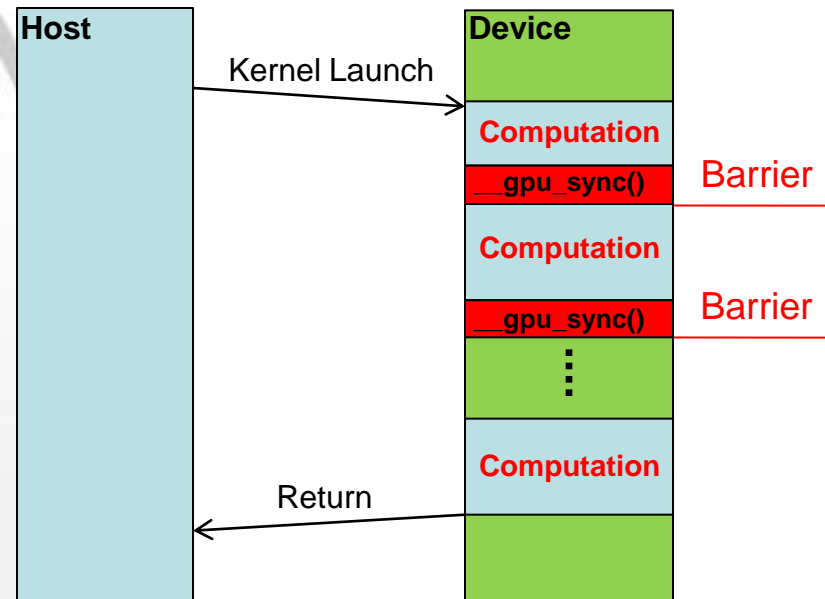 Host
Device
Kernel Launch
Computation
__gpu_sync()
Barrier
Computation
__gpu_sync()
Barrier
Computation
Return